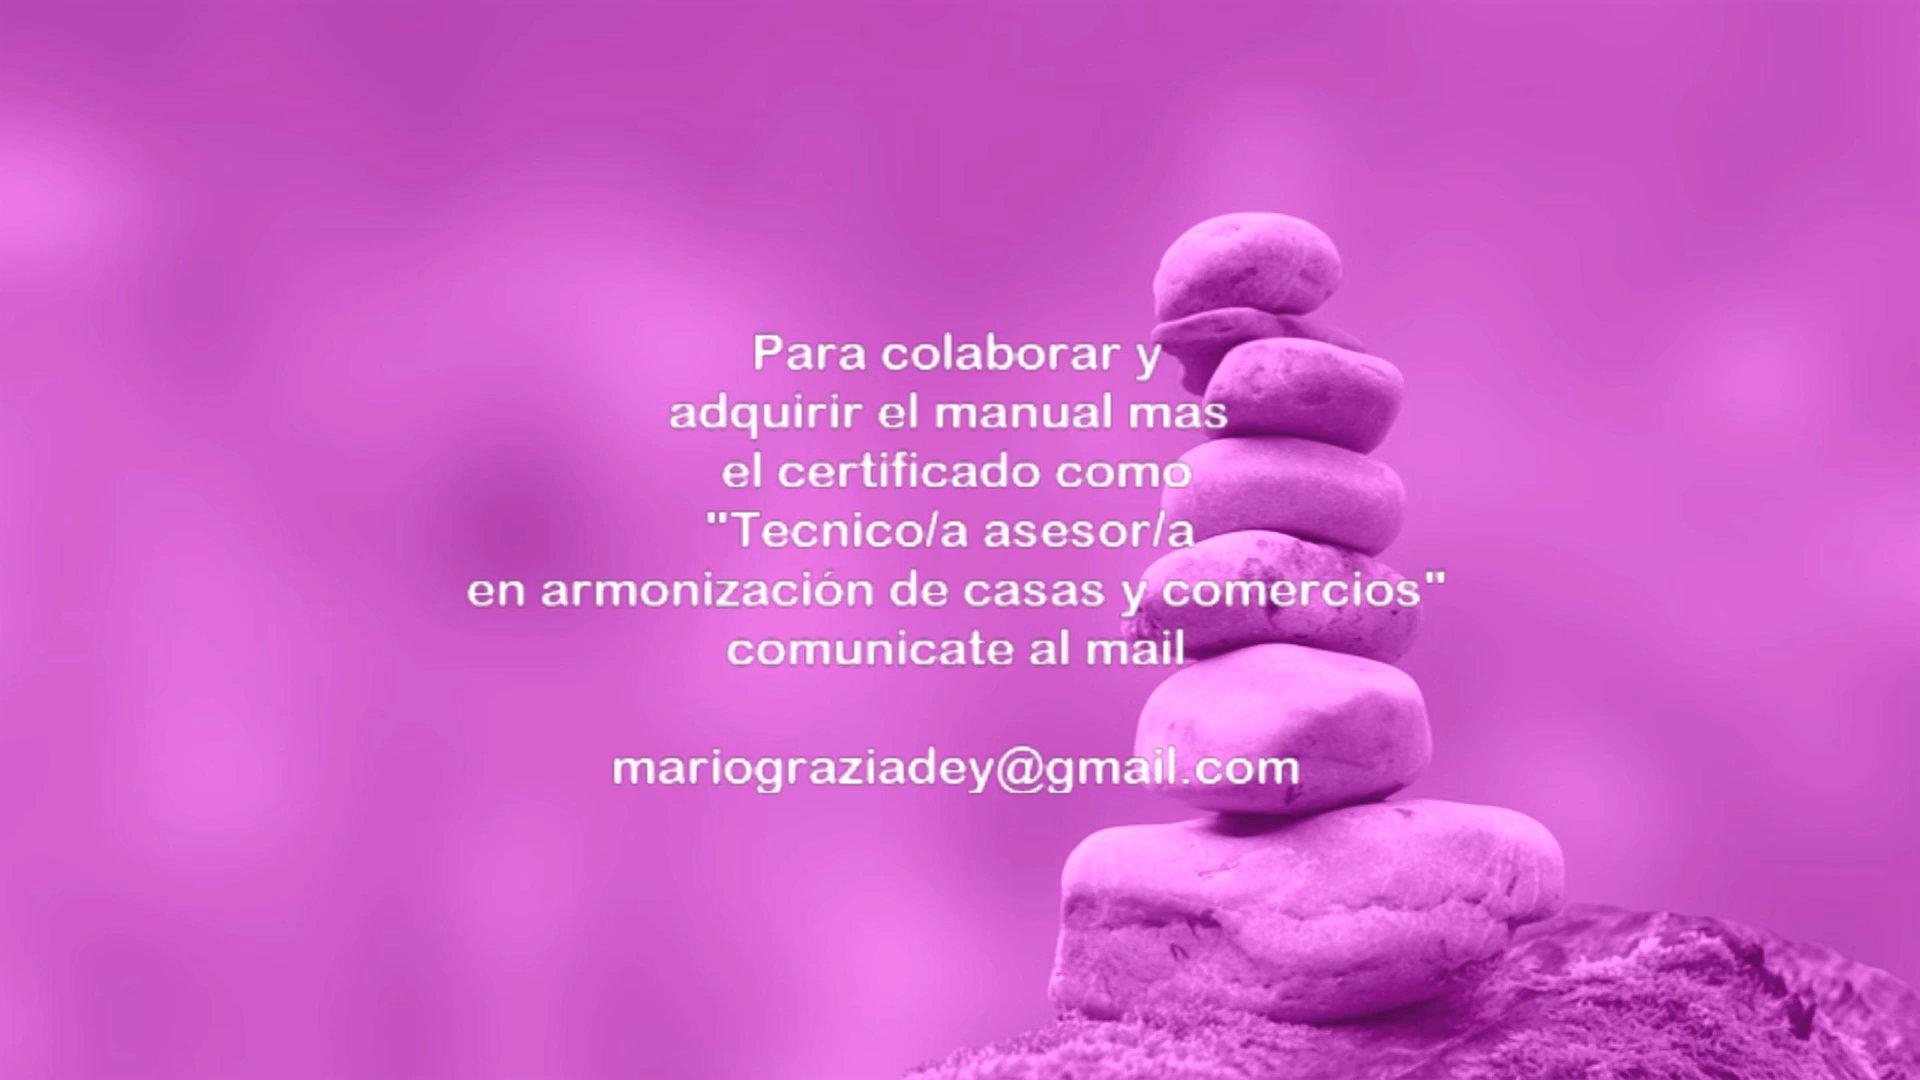 Para colaborar y
adquirir el manual mas
el certificado como
"Tecnico/a asesor/a
en armonización de casas y comercios"
comunicate al mail
mariograziadey@gmail.com